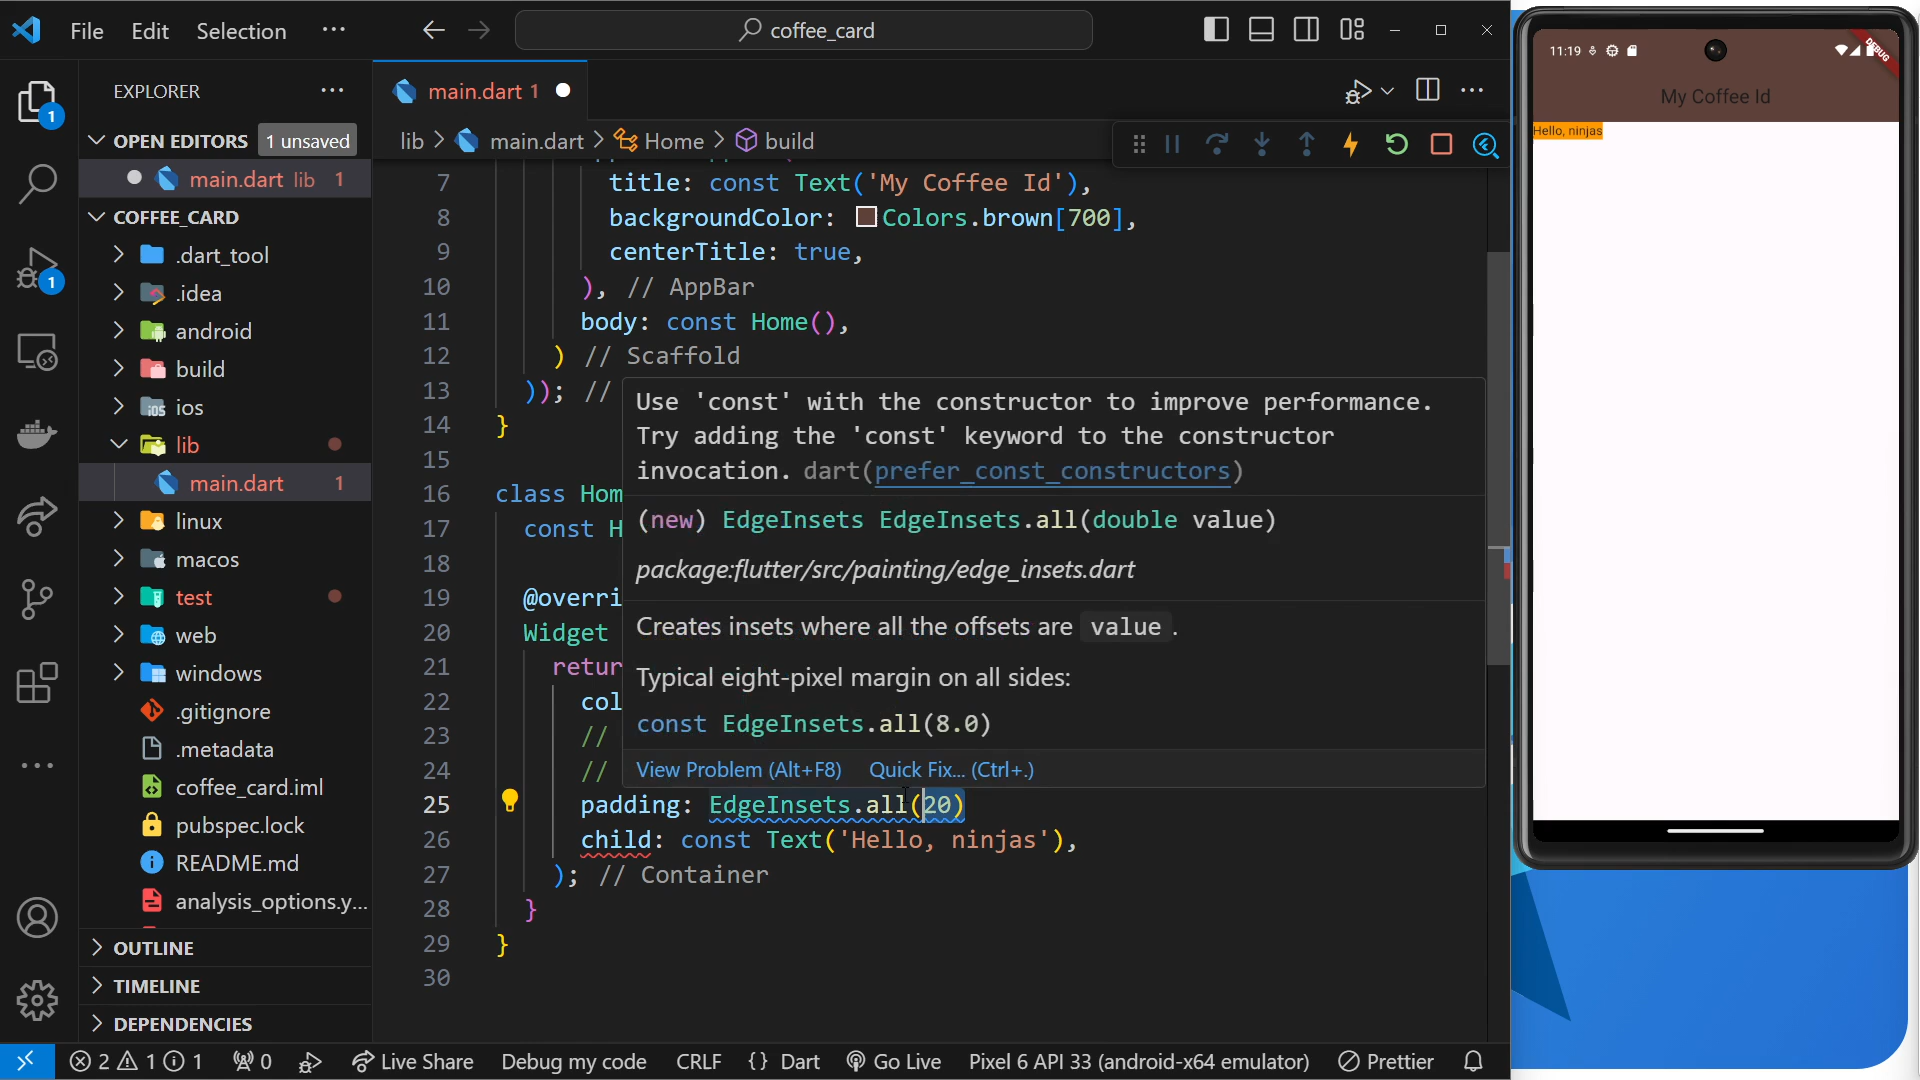 File Edit Selection ···
coffee_card
EXPLORER
OPEN EDITORS 1 unsaved
main.dart lib 1
COFFEE_CARD
.dart_tool
.idea
android
build
ios
lib
main.dart 1
linux
macos
test
web
windows
.gitignore
.metadata
coffee_card.iml
pubspec.lock
README.md
analysis_options.y...
OUTLINE
TIMELINE
DEPENDENCIES
1
1
main.dart 1
lib > main.dart > Home > build
7 title: const Text('My Coffee Id'),
8 backgroundColor: Colors.brown[700],
9 centerTitle: true,
10 ), // AppBar
11 body: const Home(),
12 ) // Scaffold
13 )); //
14 }
15
16 class Hom
17 const H
18
19 @overri
20 Widget
21 retur
22 col
23 //
24 //
25 padding: EdgeInsets.all(20)
26 child: const Text('Hello, ninjas'),
27 ); // Container
28 }
29 }
30
Use 'const' with the constructor to improve performance.
Try adding the 'const' keyword to the constructor
invocation. dart(prefer_const_constructors)
(new) EdgeInsets EdgeInsets.all(double value)
package:flutter/src/painting/edge_insets.dart
Creates insets where all the offsets are value .
Typical eight-pixel margin on all sides:
const EdgeInsets.all(8.0)
View Problem (Alt+F8) Quick Fix... (Ctrl+.)
2 1 1 0 Live Share Debug my code CRLF {} Dart Go Live Pixel 6 API 33 (android-x64 emulator) Prettier
11:19
DEBUG
My Coffee Id
Hello, ninjas